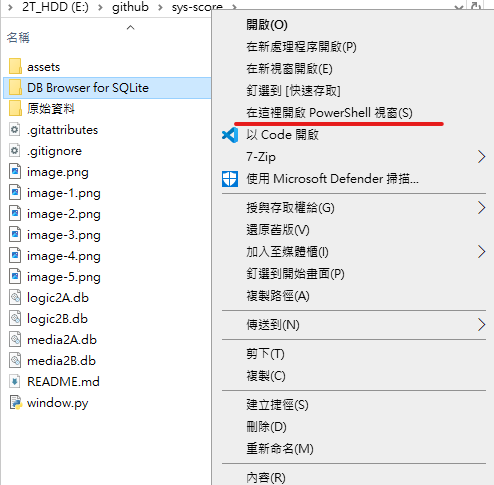 2T_HDD (E:) > github > sys-score >
名稱
assets
DB Browser for SQLite
原始資料
.gitattributes
.gitignore
image.png
image-1.png
image-2.png
image-3.png
image-4.png
image-5.png
logic2A.db
logic2B.db
media2A.db
media2B.db
README.md
window.py
開啟(O)
在新處理程序開啟(P)
在新視窗開啟(E)
釘選到 [快速存取]
在這裡開啟 PowerShell 視窗(S)
以 Code 開啟
7-Zip
使用 Microsoft Defender 掃描...
授與存取權給(G)
還原舊版(V)
加入至媒體櫃(I)
釘選到開始畫面(P)
複製路徑(A)
傳送到(N)
剪下(T)
複製(C)
建立捷徑(S)
刪除(D)
重新命名(M)
內容(R)